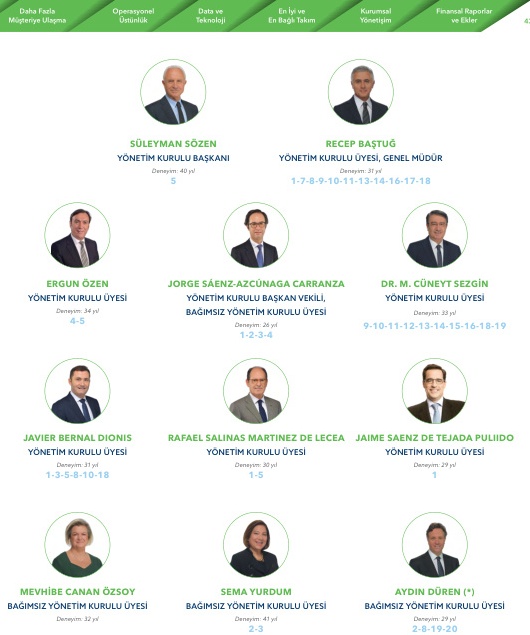 Daha Fazla
Müşteriye Ulaşma
Operasyonel
Üstünlük
Data ve
Teknoloji
En İyi ve
En Bağlı Takım
Kurumsal
Yönetişim
Finansal Raporlar
ve Ekler
SÜLEYMAN SÖZEN
YÖNETİM KURULU BAŞKANI
Deneyim: 40 yıl
5
RECEP BAŞTUĞ
YÖNETİM KURULU ÜYESİ, GENEL MÜDÜR
Deneyim: 31 yıl
1-7-8-9-10-11-13-14-16-17-18
ERGUN ÖZEN
YÖNETİM KURULU ÜYESİ
Deneyim: 34 yıl
4-5
JORGE SÁENZ-AZCÚNAGA CARRANZA
YÖNETİM KURULU BAŞKAN VEKİLİ,
BAĞIMSIZ YÖNETİM KURULU ÜYESİ
Deneyim: 26 yıl
1-2-3-4
DR. M. CÜNEYT SEZGİN
YÖNETİM KURULU ÜYESİ
Deneyim: 33 yıl
9-10-11-12-13-14-15-16-18-19
JAVIER BERNAL DIONIS
YÖNETİM KURULU ÜYESİ
Deneyim: 31 yıl
1-3-5-8-10-18
RAFAEL SALINAS MARTINEZ DE LECEA
YÖNETİM KURULU ÜYESİ
Deneyim: 30 yıl
1-5
JAIME SAENZ DE TEJADA PULIIDO
YÖNETİM KURULU ÜYESİ
Deneyim: 29 yıl
1
MEVHİBE CANAN ÖZSOY
BAĞIMSIZ YÖNETİM KURULU ÜYESİ
Deneyim: 32 yıl
SEMA YURDUM
BAĞIMSIZ YÖNETİM KURULU ÜYESİ
Deneyim: 41 yıl
2-3
AYDIN DÜREN (*)
BAĞIMSIZ YÖNETİM KURULU ÜYESİ
Deneyim: 29 yıl
2-8-19-20